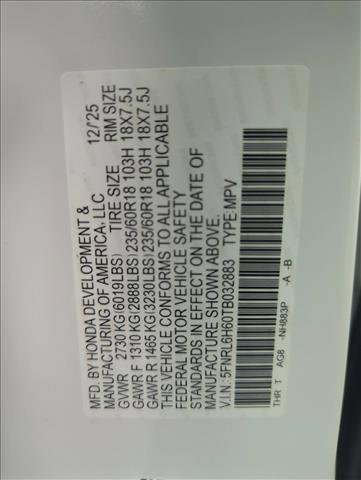 MFD. BY HONDA DEVELOPMENT & 12/'25
MANUFACTURING OF AMERICA, LLC
TIRE SIZE RIM SIZE
GVWR 2730 KG(6019LBS)
GAWR F 1310 KG(2888LBS)235/60R18 103H 18X7.5J
GAWR R 1465 KG(3230LBS)235/60R18 103H 18X7.5J
THIS VEHICLE CONFORMS TO ALL APPLICABLE
FEDERAL MOTOR VEHICLE SAFETY
STANDARDS IN EFFECT ON THE DATE OF
MANUFACTURE SHOWN ABOVE.
V.I.N.: 5FNRL6H60TB032883 TYPE:MPV
THR T AG8 -NH883P -A -B